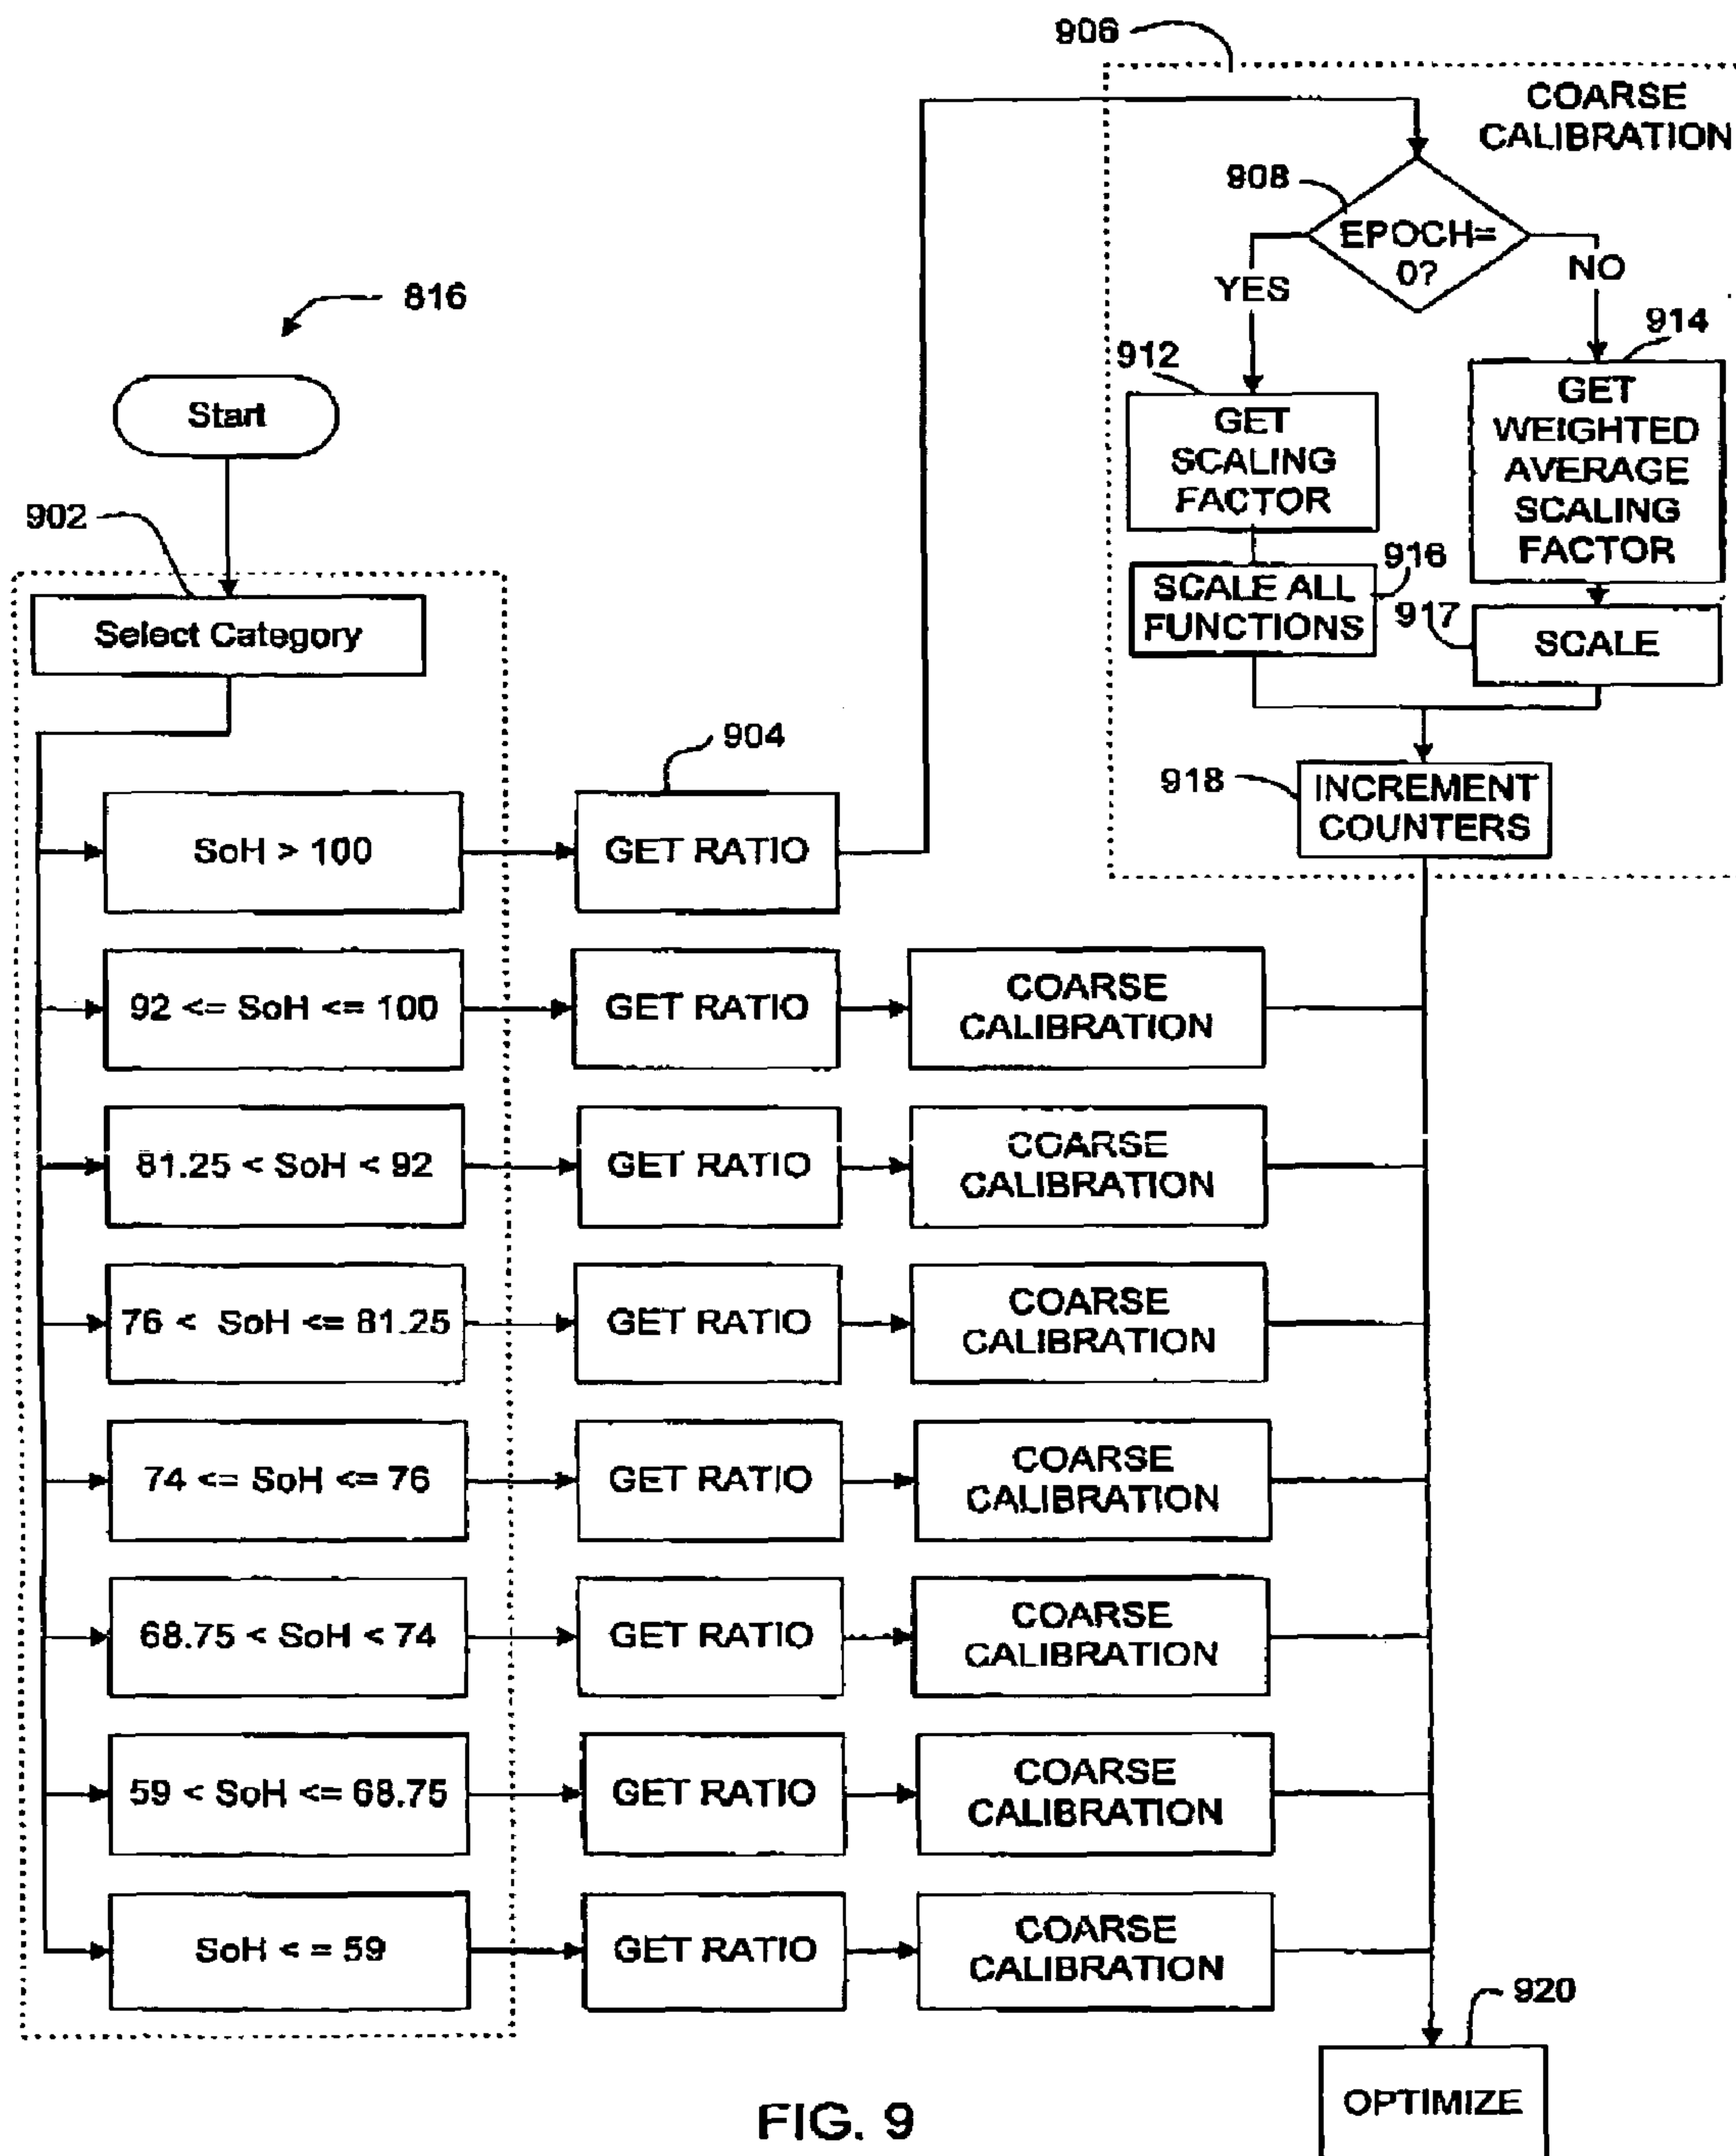 906
COARSE
CALIBRATION
908
EPOCH=
0?
YES
NO
816
914
912
Start
GET
SCALING
FACTOR
GET
WEIGHTED
AVERAGE
SCALING
FACTOR
902
916
SCALE ALL
FUNCTIONS
917
SCALE
Select Category
904
918
INCREMENT
COUNTERS
SoH > 100
GET RATIO
92 <= SoH <= 100
GET RATIO
COARSE
CALIBRATION
81.25 < SoH < 92
GET RATIO
COARSE
CALIBRATION
76 < SoH <= 81.25
GET RATIO
COARSE
CALIBRATION
74 <= SoH <= 76
GET RATIO
COARSE
CALIBRATION
68.75 < SoH < 74
GET RATIO
COARSE
CALIBRATION
59 < SoH <= 68.75
GET RATIO
COARSE
CALIBRATION
SoH < = 59
GET RATIO
COARSE
CALIBRATION
920
OPTIMIZE
FIG. 9